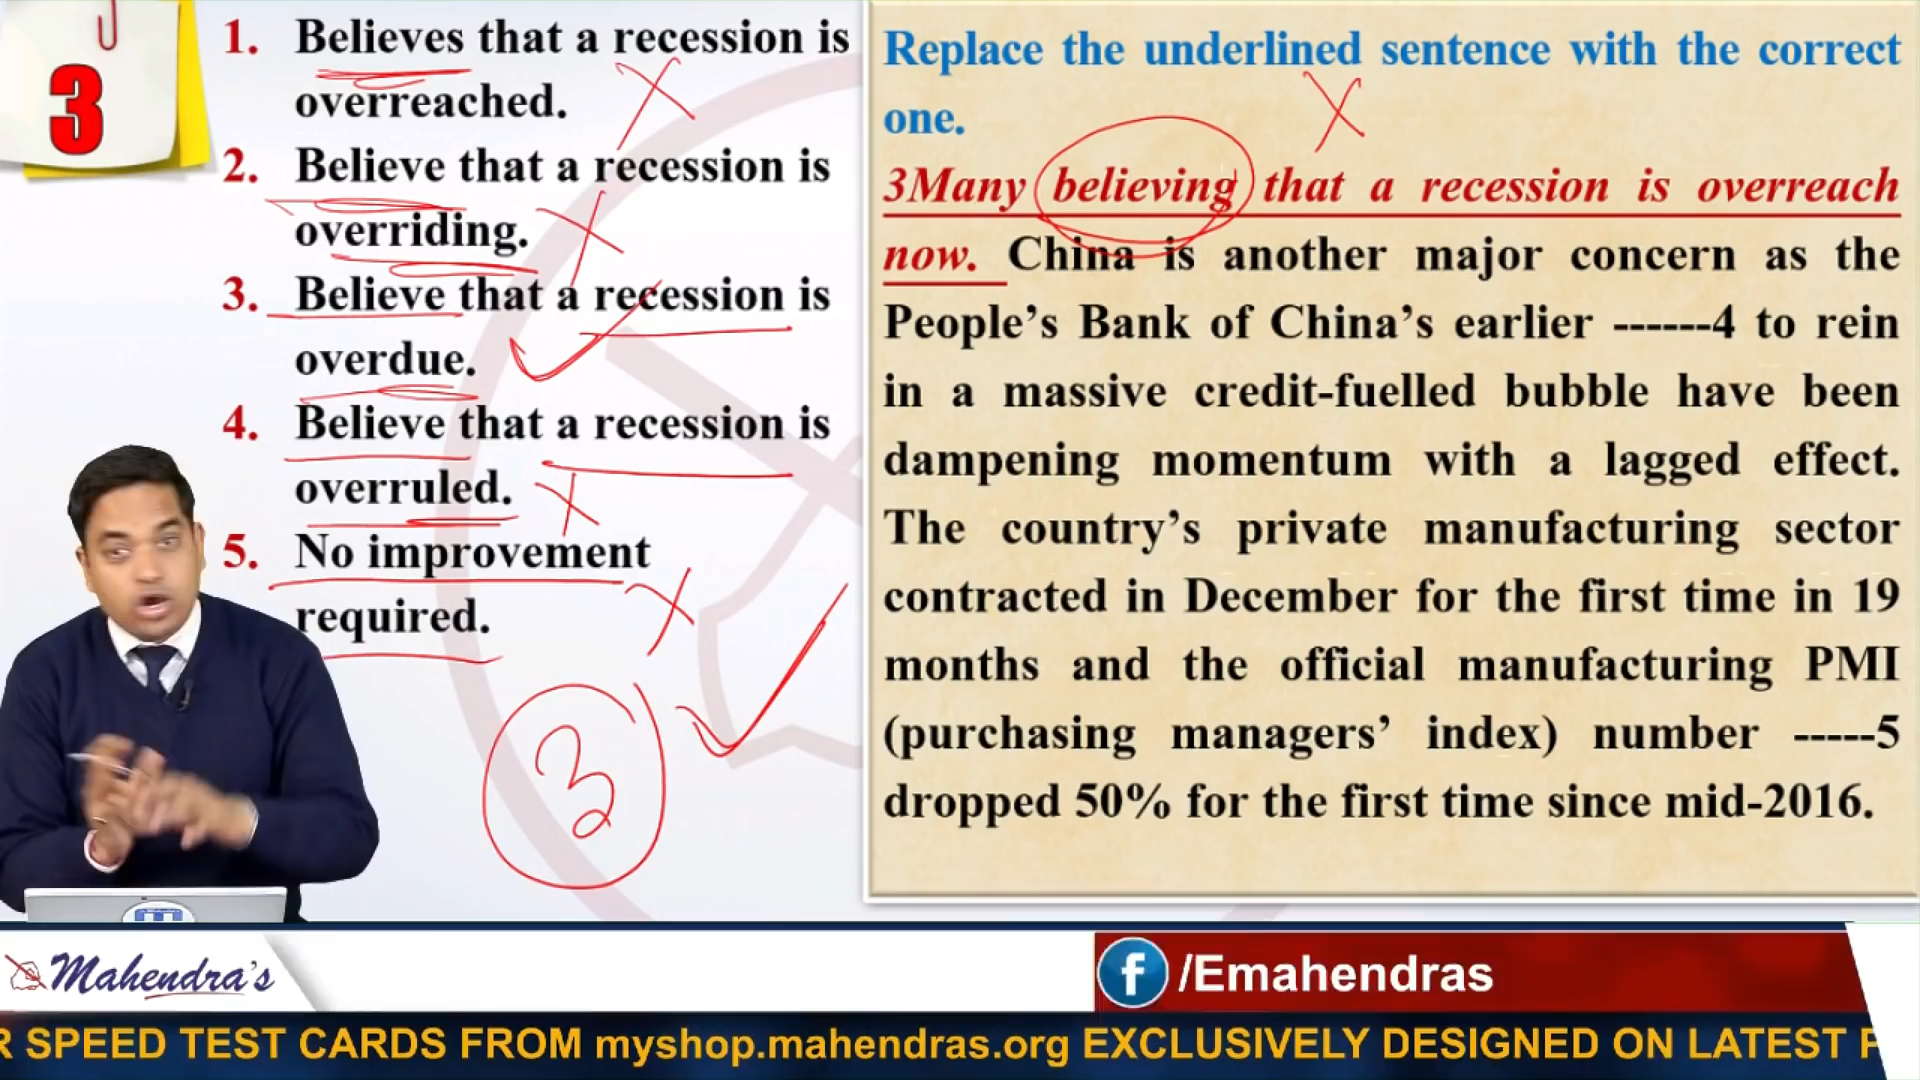 3
1. Believes that a recession is
overreached.
2. Believe that a recession is
overriding.
3. Believe that a recession is
overdue.
4. Believe that a recession is
overruled.
5. No improvement
required.
3
Replace the underlined sentence with the correct
one.
3Many believing that a recession is overreach
now. China is another major concern as the
People's Bank of China's earlier ------4 to rein
in a massive credit-fuelled bubble have been
dampening momentum with a lagged effect.
The country's private manufacturing sector
contracted in December for the first time in 19
months and the official manufacturing PMI
(purchasing managers' index) number -----5
dropped 50% for the first time since mid-2016.
Mahendra's
f /Emahendras
R SPEED TEST CARDS FROM myshop.mahendras.org EXCLUSIVELY DESIGNED ON LATEST